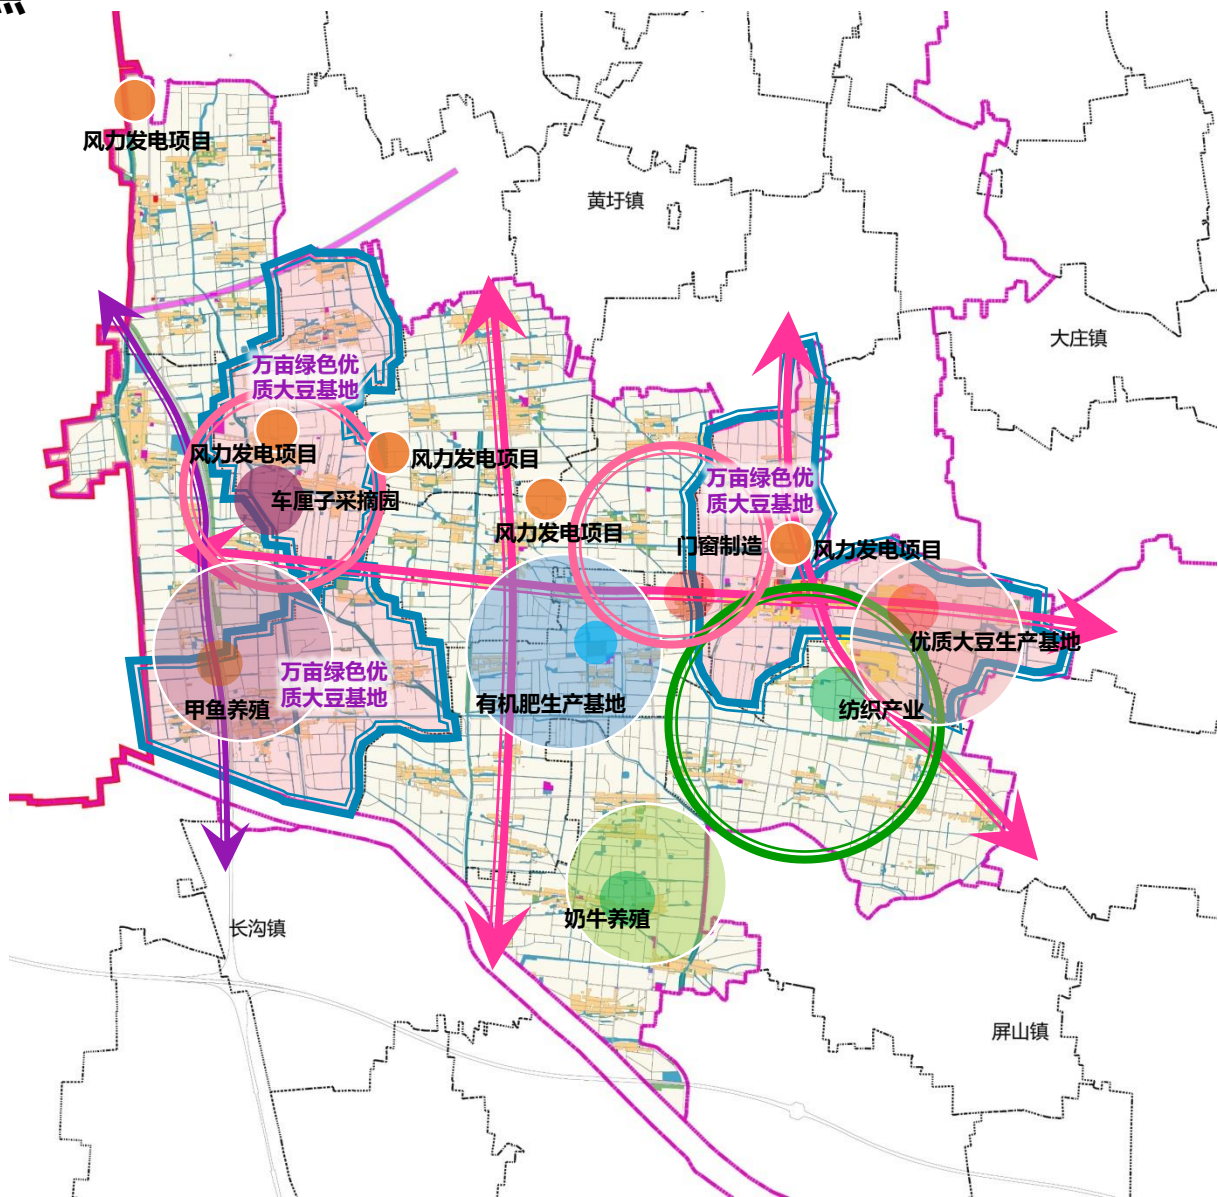 点
风力发电项目
黄圩镇
大庄镇
万亩绿色优
质大豆基地
风力发电项目
风力发电项目
车厘子采摘园
万亩绿色优
质大豆基地
风力发电项目
门窗制造
风力发电项目
优质大豆生产基地
万亩绿色优
质大豆基地
甲鱼养殖
有机肥生产基地
纺织产业
奶牛养殖
长沟镇
屏山镇